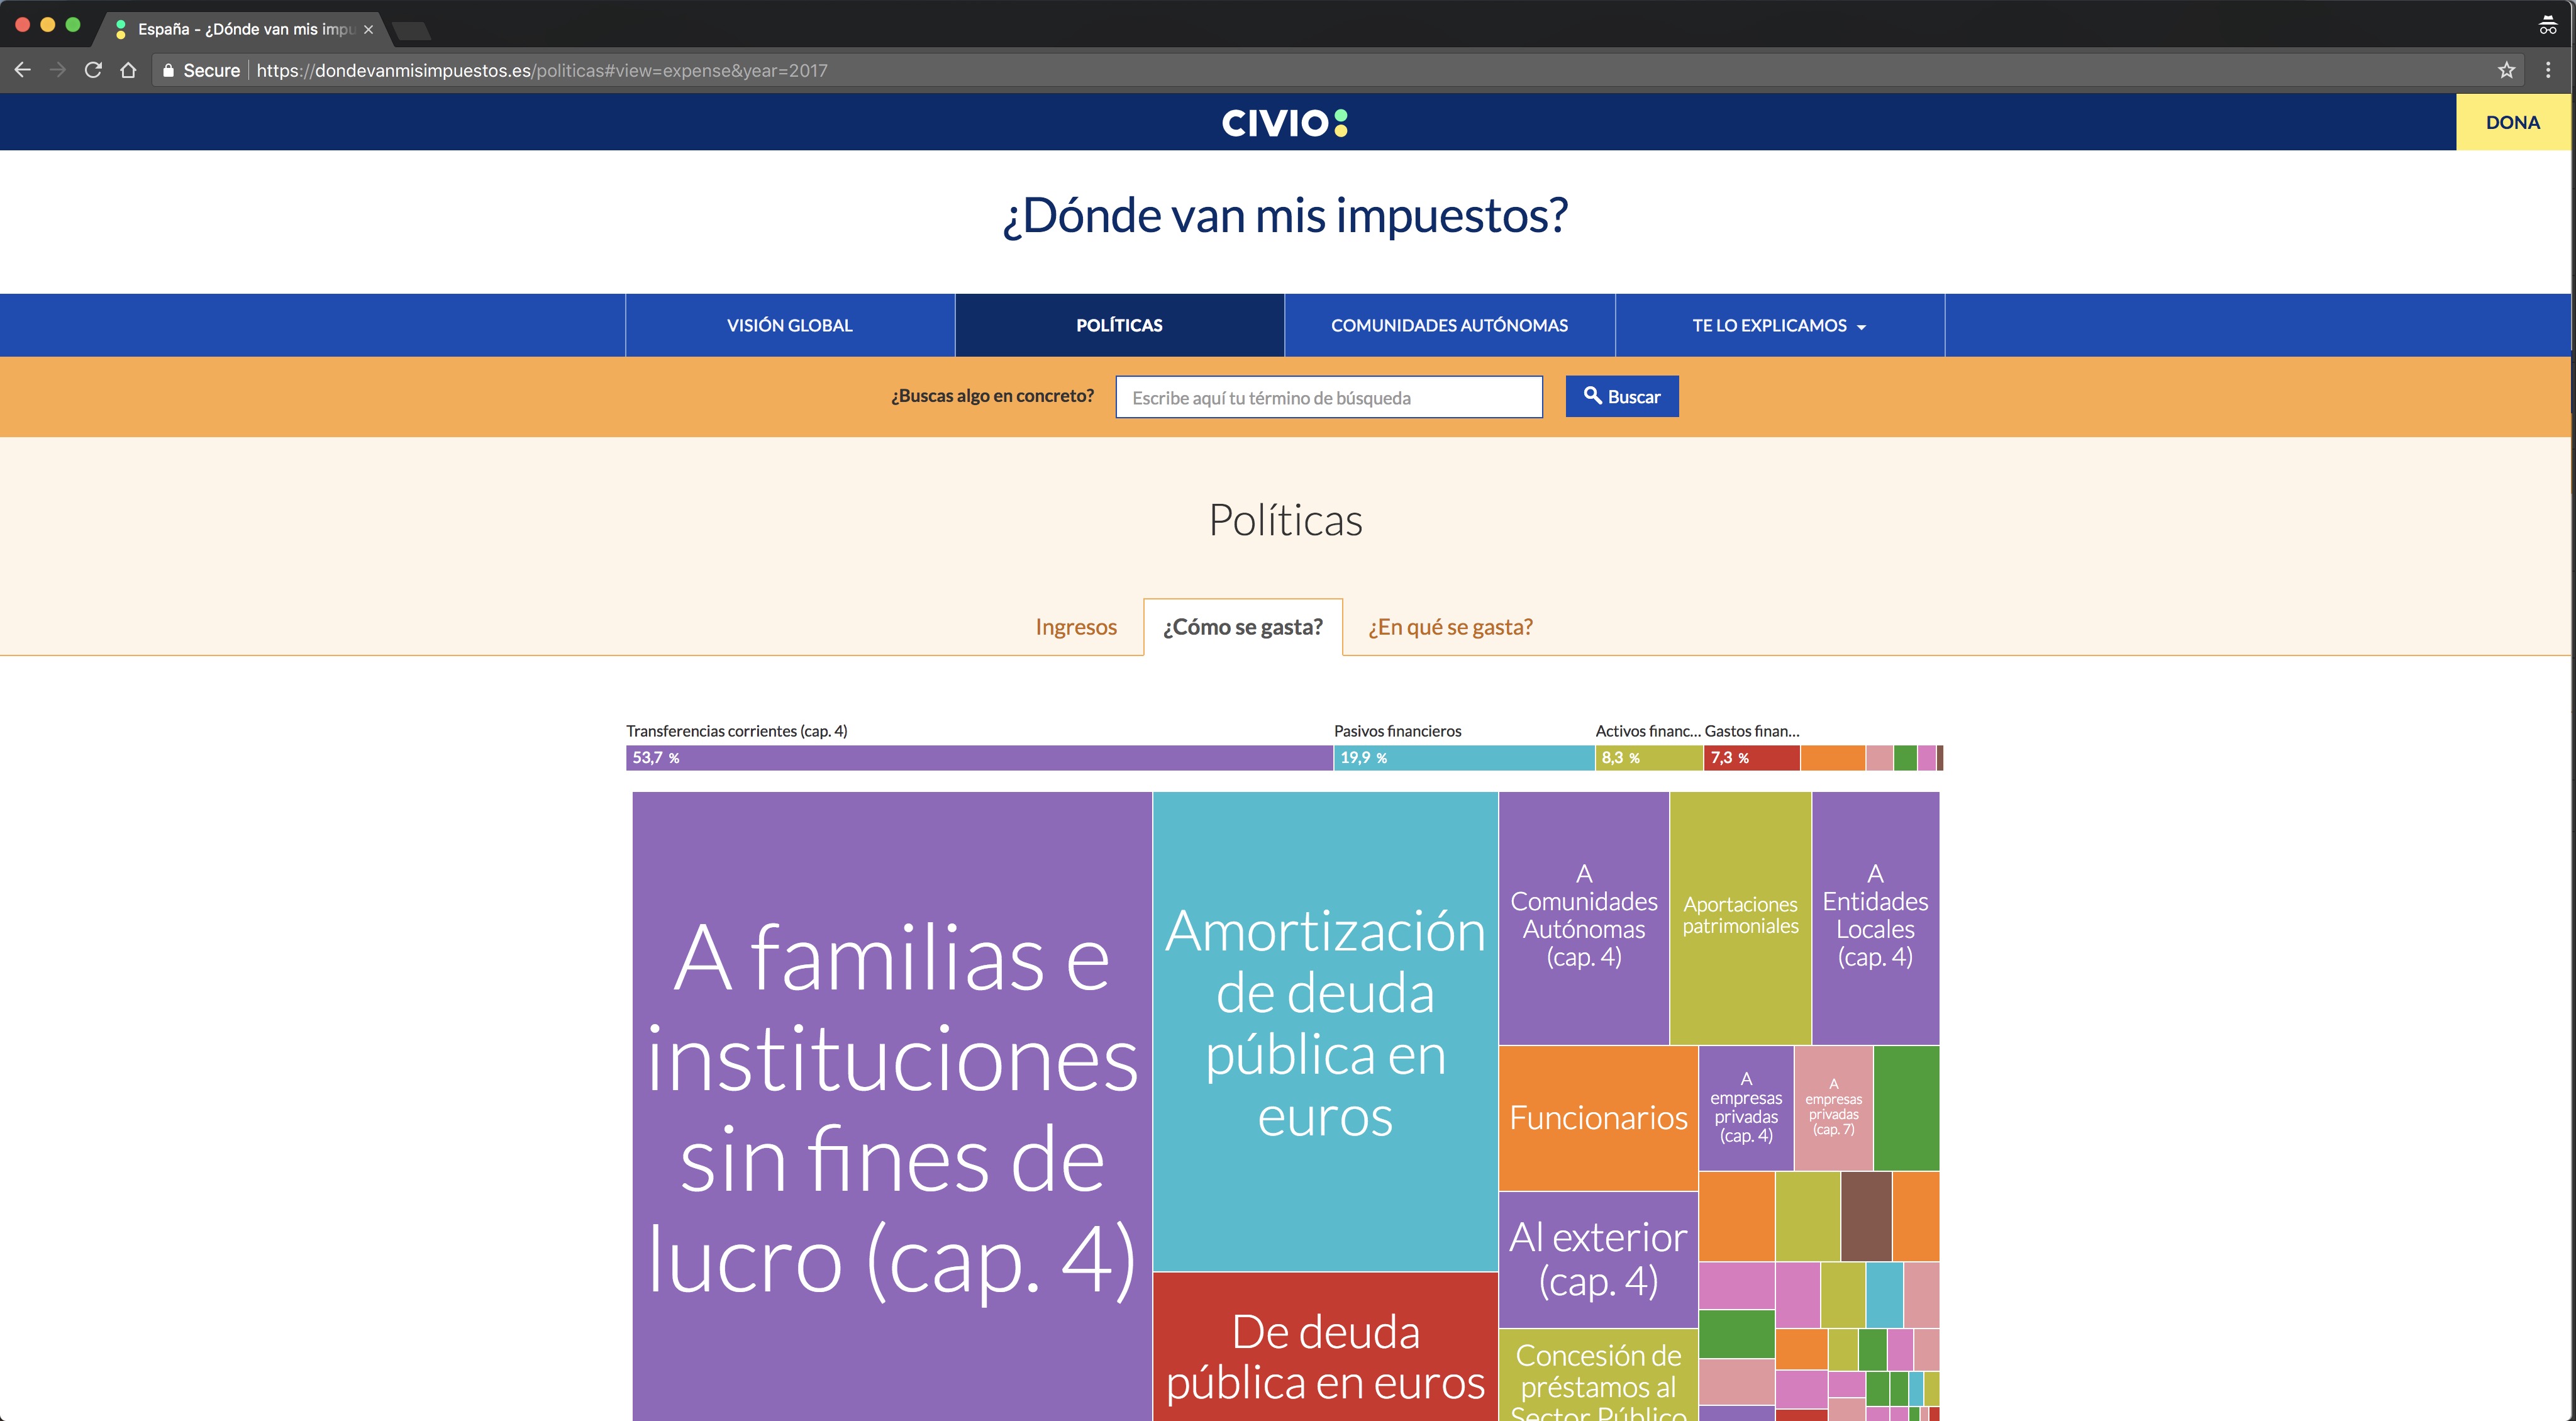 España - ¿Dónde van mis impu
Secure https://dondevanmisimpuestos.es/politicas#view=expense&year=2017
CIVIO
DONA
¿Dónde van mis impuestos?
VISIÓN GLOBAL
POLÍTICAS
COMUNIDADES AUTÓNOMAS
TE LO EXPLICAMOS
¿Buscas algo en concreto?
Escribe aquí tu término de búsqueda
Buscar
Políticas
Ingresos
¿Cómo se gasta?
¿En qué se gasta?
Transferencias corrientes (cap. 4)
Pasivos financieros
Activos financ...
Gastos finan...
53,7 %
19,9 %
8,3 %
7,3 %
A familias e
instituciones
sin fines de
lucro (cap. 4)
Amortización
de deuda
pública en
euros
De deuda
pública en euros
A
Comunidades
Autónomas
(cap. 4)
Aportaciones
patrimoniales
A
Entidades
Locales
(cap. 4)
Funcionarios
A
empresas
privadas
(cap. 4)
A
empresas
privadas
(cap. 7)
Al exterior
(cap. 4)
Concesión de
préstamos al
Sector Público